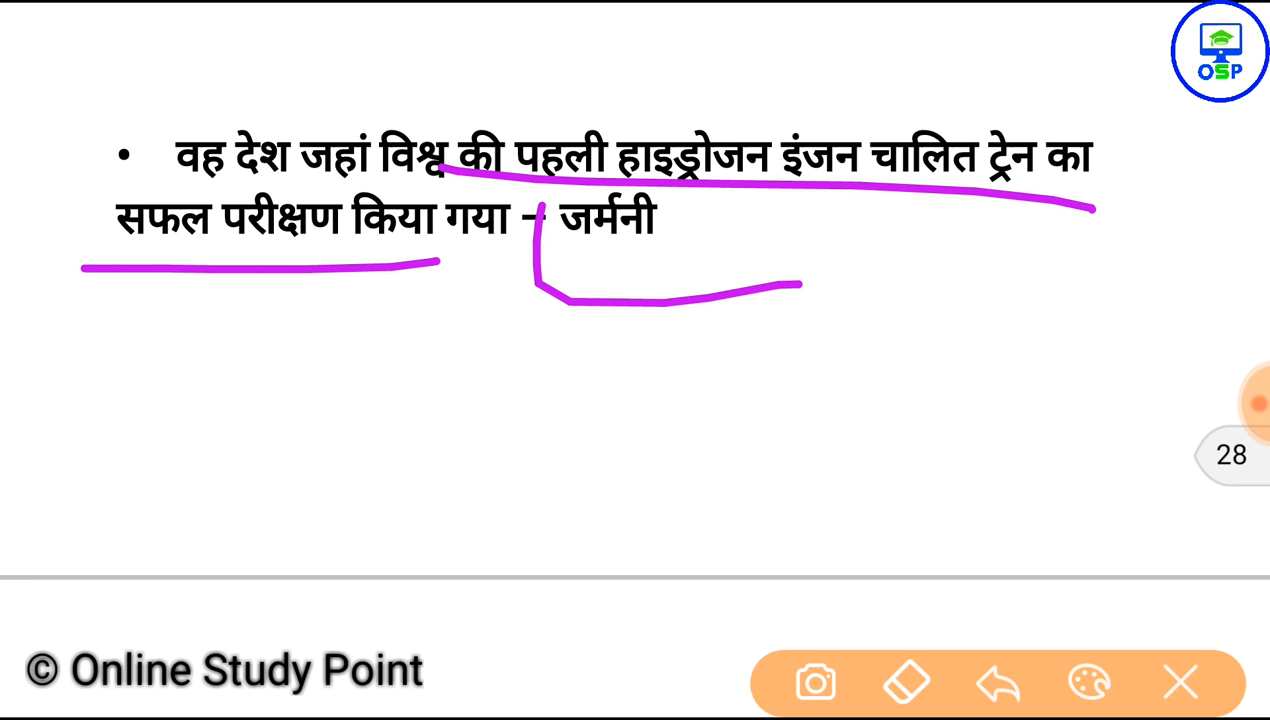 OSP
• वह देश जहां विश्व की पहली हाइड्रोजन इंजन चालित ट्रेन का
सफल परीक्षण किया गया – जर्मनी
28
© Online Study Point